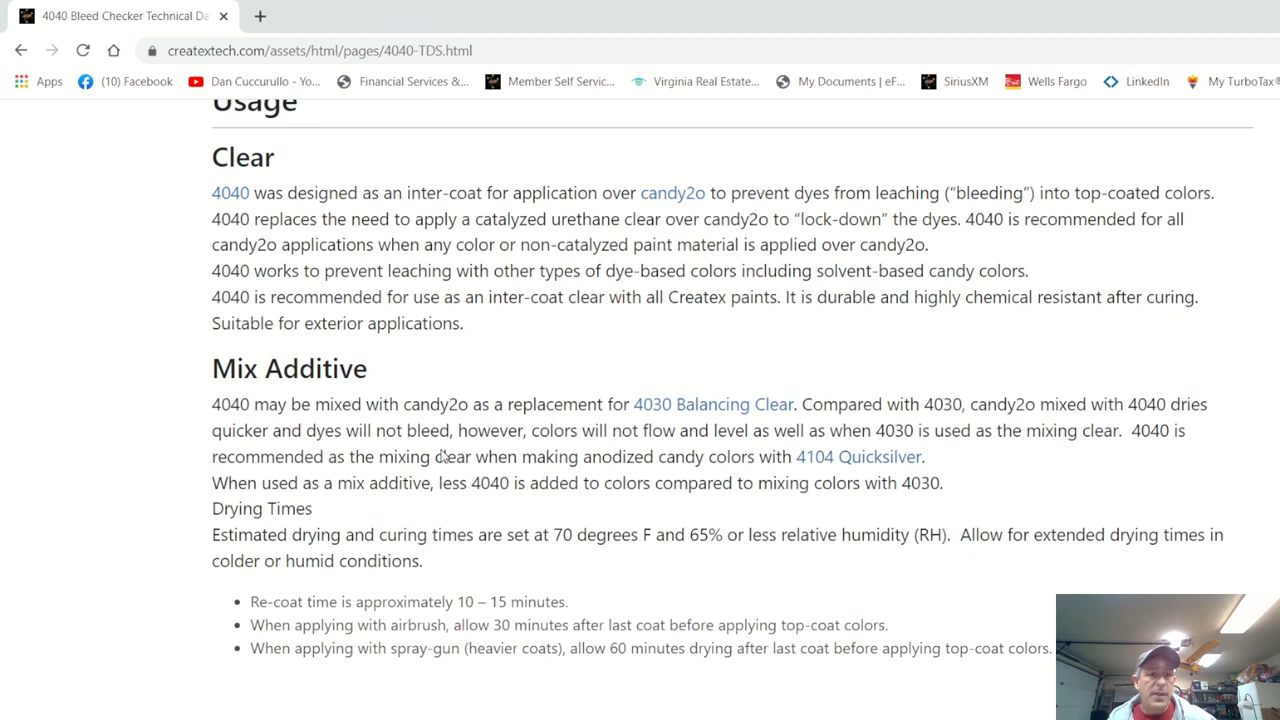 4040 Bleed Checker Technical Da
creatextech.com/assets/html/pages/4040-TDS.html
Apps (10) Facebook Dan Cuccurullo - Yo... Financial Services &... Member Self Servic... Virginia Real Estate... My Documents | eF... SiriusXM Wells Fargo LinkedIn My TurboTax®
Usage
Clear
4040 was designed as an inter-coat for application over candy2o to prevent dyes from leaching (“bleeding”) into top-coated colors.
4040 replaces the need to apply a catalyzed urethane clear over candy2o to “lock-down” the dyes. 4040 is recommended for all
candy2o applications when any color or non-catalyzed paint material is applied over candy2o.
4040 works to prevent leaching with other types of dye-based colors including solvent-based candy colors.
4040 is recommended for use as an inter-coat clear with all Createx paints. It is durable and highly chemical resistant after curing.
Suitable for exterior applications.
Mix Additive
4040 may be mixed with candy2o as a replacement for 4030 Balancing Clear. Compared with 4030, candy2o mixed with 4040 dries
quicker and dyes will not bleed, however, colors will not flow and level as well as when 4030 is used as the mixing clear. 4040 is
recommended as the mixing clear when making anodized candy colors with 4104 Quicksilver.
When used as a mix additive, less 4040 is added to colors compared to mixing colors with 4030.
Drying Times
Estimated drying and curing times are set at 70 degrees F and 65% or less relative humidity (RH). Allow for extended drying times in
colder or humid conditions.
• Re-coat time is approximately 10 – 15 minutes.
• When applying with airbrush, allow 30 minutes after last coat before applying top-coat colors.
• When applying with spray-gun (heavier coats), allow 60 minutes drying after last coat before applying top-coat colors.